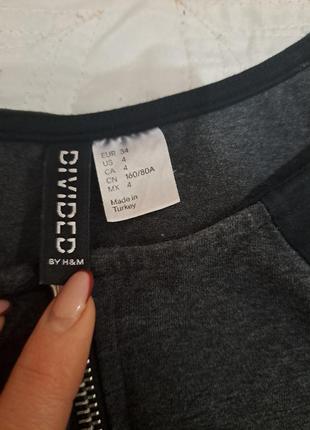 DIVIDED
BY H&M
EUR 34
US 4
CA 4
CN 160/80A
MX 4
Made in
Turkey